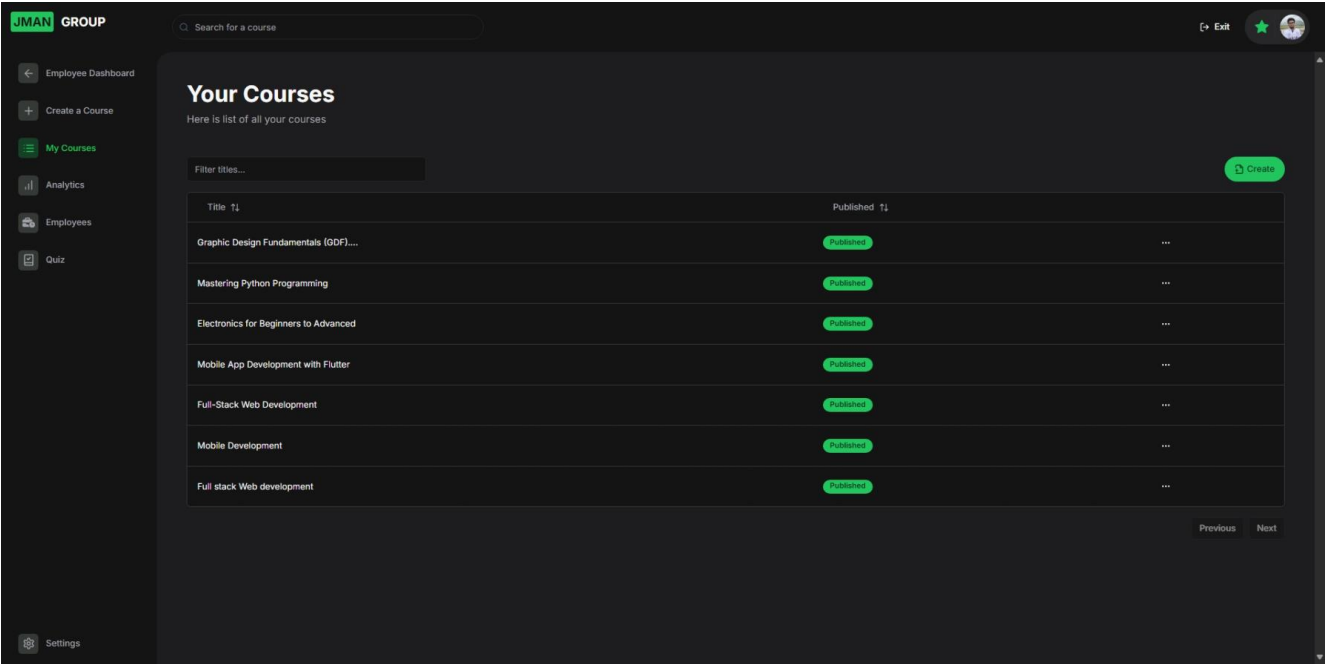 JMAN GROUP
Search for a course
Exit
Employee Dashboard
Create a Course
My Courses
Analytics
Employees
Quiz
Settings
Your Courses
Here is list of all your courses
Filter titles...
Create
Title Published
Graphic Design Fundamentals (GDF).... Published ...
Mastering Python Programming Published ...
Electronics for Beginners to Advanced Published ...
Mobile App Development with Flutter Published ...
Full-Stack Web Development Published ...
Mobile Development Published ...
Full stack Web development Published ...
Previous Next